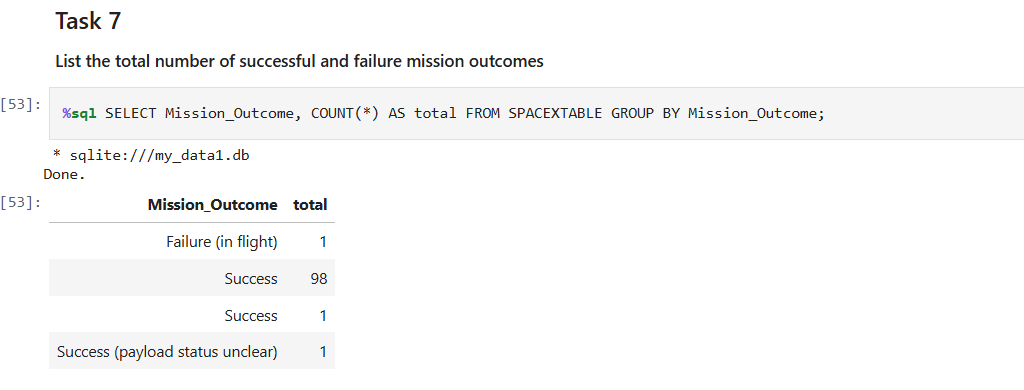 Task 7
List the total number of successful and failure mission outcomes
[53]: %sql SELECT Mission_Outcome, COUNT(*) AS total FROM SPACEXTABLE GROUP BY Mission_Outcome;
* sqlite:///my_data1.db
Done.
[53]: Mission_Outcome total
Failure (in flight) 1
Success 98
Success 1
Success (payload status unclear) 1